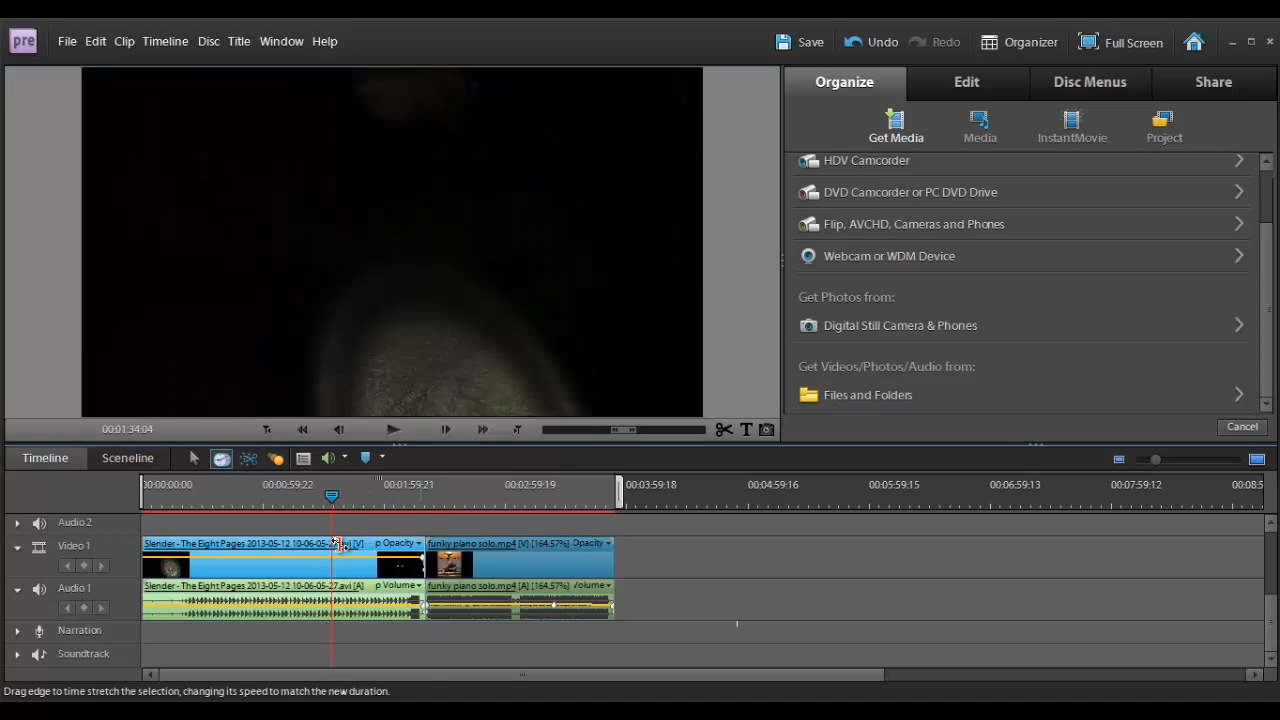 pre File Edit Clip Timeline Disc Title Window Help Save Undo Redo Organizer Full Screen
Organize Edit Disc Menus Share
Get Media Media InstantMovie Project
HDV Camcorder
DVD Camcorder or PC DVD Drive
Flip, AVCHD, Cameras and Phones
Webcam or WDM Device
Get Photos from:
Digital Still Camera & Phones
Get Videos/Photos/Audio from:
Files and Folders
Cancel
00:01:34:04
Timeline Sceneline
00:00:00:00 00:00:59:22 00:01:59:21 00:02:59:19 00:03:59:18 00:04:59:16 00:05:59:15 00:06:59:13 00:07:59:12 00:08:5
Audio 2
Video 1 Slender - The Eight Pages 2013-05-12 10-06-05- [V] p Opacity funky piano solo.mp4 [V] [164.57%] Opacity
Audio 1 Slender - The Eight Pages 2013-05-12 10-06-05-27.avi [A] p Volume funky piano solo.mp4 [A] [164.57%] /olume
Narration
Soundtrack
Drag edge to time stretch the selection, changing its speed to match the new duration.